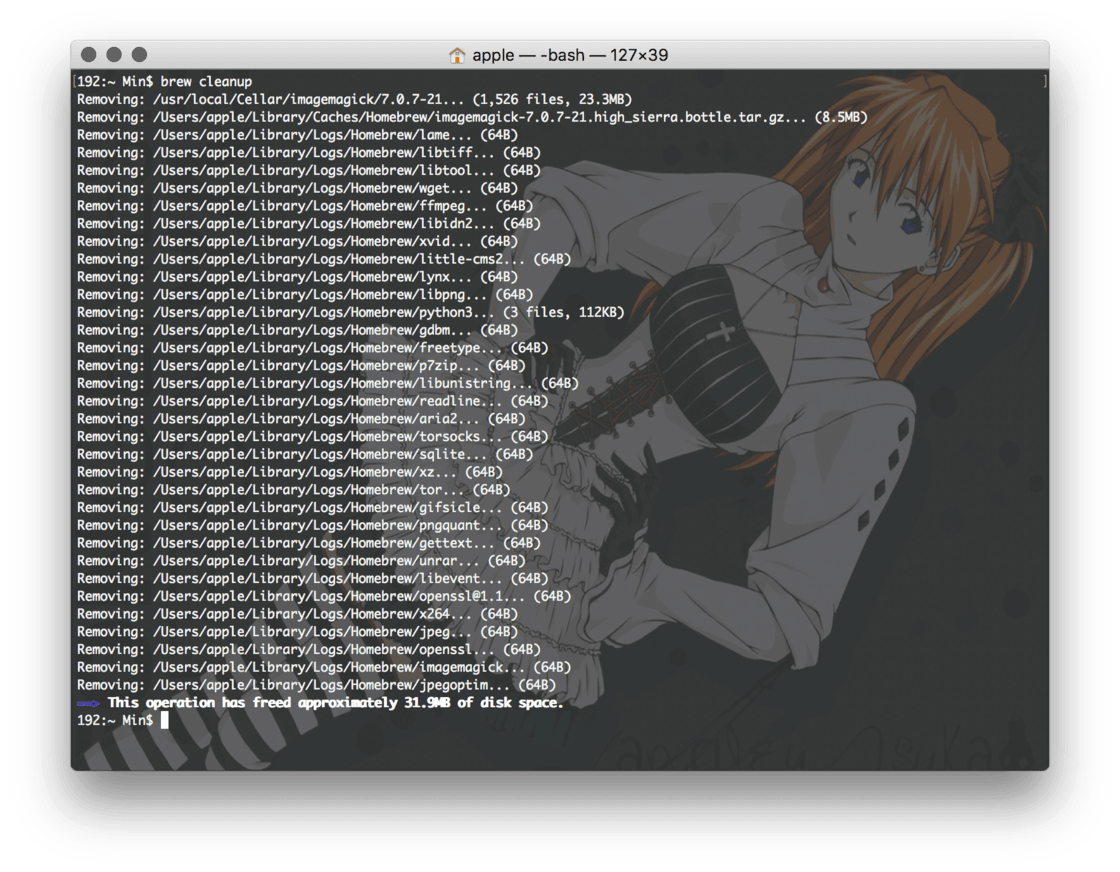 apple — -bash — 127×39
[192:~ Min$ brew cleanup ]
Removing: /usr/local/Cellar/imagemagick/7.0.7-21... (1,526 files, 23.3MB)
Removing: /Users/apple/Library/Caches/Homebrew/imagemagick-7.0.7-21.high_sierra.bottle.tar.gz... (8.5MB)
Removing: /Users/apple/Library/Logs/Homebrew/lame... (64B)
Removing: /Users/apple/Library/Logs/Homebrew/libtiff... (64B)
Removing: /Users/apple/Library/Logs/Homebrew/libtool... (64B)
Removing: /Users/apple/Library/Logs/Homebrew/wget... (64B)
Removing: /Users/apple/Library/Logs/Homebrew/ffmpeg... (64B)
Removing: /Users/apple/Library/Logs/Homebrew/libidn2... (64B)
Removing: /Users/apple/Library/Logs/Homebrew/xvid... (64B)
Removing: /Users/apple/Library/Logs/Homebrew/little-cms2... (64B)
Removing: /Users/apple/Library/Logs/Homebrew/lynx... (64B)
Removing: /Users/apple/Library/Logs/Homebrew/libpng... (64B)
Removing: /Users/apple/Library/Logs/Homebrew/python3... (3 files, 112KB)
Removing: /Users/apple/Library/Logs/Homebrew/gdbm... (64B)
Removing: /Users/apple/Library/Logs/Homebrew/freetype... (64B)
Removing: /Users/apple/Library/Logs/Homebrew/p7zip... (64B)
Removing: /Users/apple/Library/Logs/Homebrew/libunistring... (64B)
Removing: /Users/apple/Library/Logs/Homebrew/readline... (64B)
Removing: /Users/apple/Library/Logs/Homebrew/aria2... (64B)
Removing: /Users/apple/Library/Logs/Homebrew/torsocks... (64B)
Removing: /Users/apple/Library/Logs/Homebrew/sqlite... (64B)
Removing: /Users/apple/Library/Logs/Homebrew/xz... (64B)
Removing: /Users/apple/Library/Logs/Homebrew/tor... (64B)
Removing: /Users/apple/Library/Logs/Homebrew/gifsicle... (64B)
Removing: /Users/apple/Library/Logs/Homebrew/pngquant... (64B)
Removing: /Users/apple/Library/Logs/Homebrew/gettext... (64B)
Removing: /Users/apple/Library/Logs/Homebrew/unrar... (64B)
Removing: /Users/apple/Library/Logs/Homebrew/libevent... (64B)
Removing: /Users/apple/Library/Logs/Homebrew/openssl@1.1... (64B)
Removing: /Users/apple/Library/Logs/Homebrew/x264... (64B)
Removing: /Users/apple/Library/Logs/Homebrew/jpeg... (64B)
Removing: /Users/apple/Library/Logs/Homebrew/openssl... (64B)
Removing: /Users/apple/Library/Logs/Homebrew/imagemagick... (64B)
Removing: /Users/apple/Library/Logs/Homebrew/jpegoptim... (64B)
==> This operation has freed approximately 31.9MB of disk space.
192:~ Min$